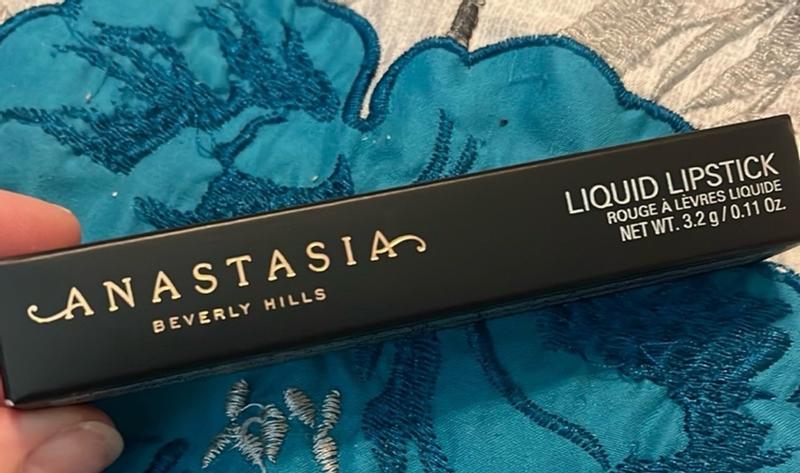 ANASTASIA
BEVERLY HILLS
LIQUID LIPSTICK
ROUGE À LÈVRES LIQUIDE
NET WT. 3.2 g / 0.11 Oz.